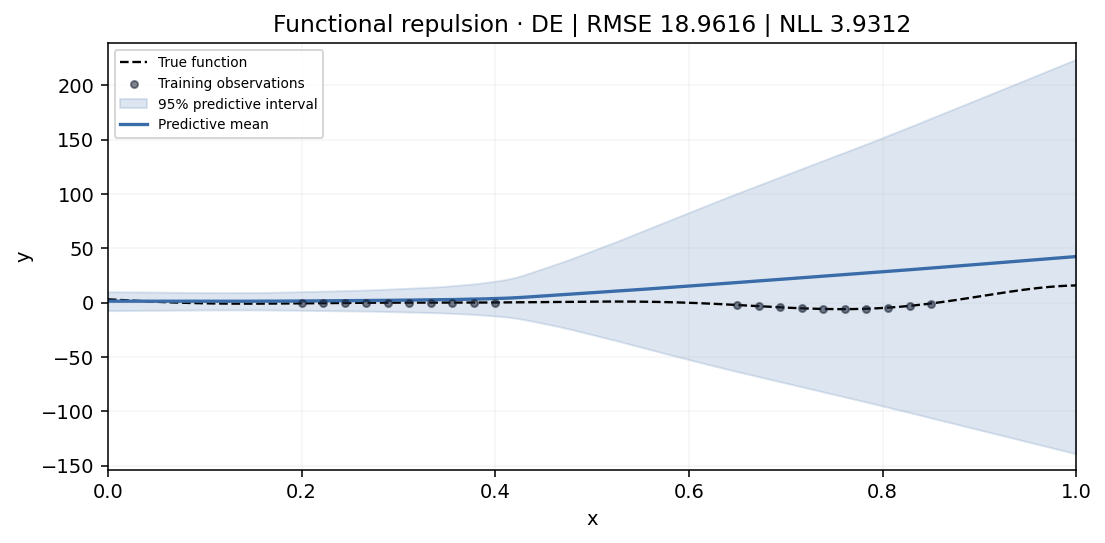 Functional repulsion · DE | RMSE 18.9616 | NLL 3.9312
True function
Training observations
95% predictive interval
Predictive mean
y
200
150
100
50
0
−50
−100
−150
0.0 0.2 0.4 0.6 0.8 1.0
x